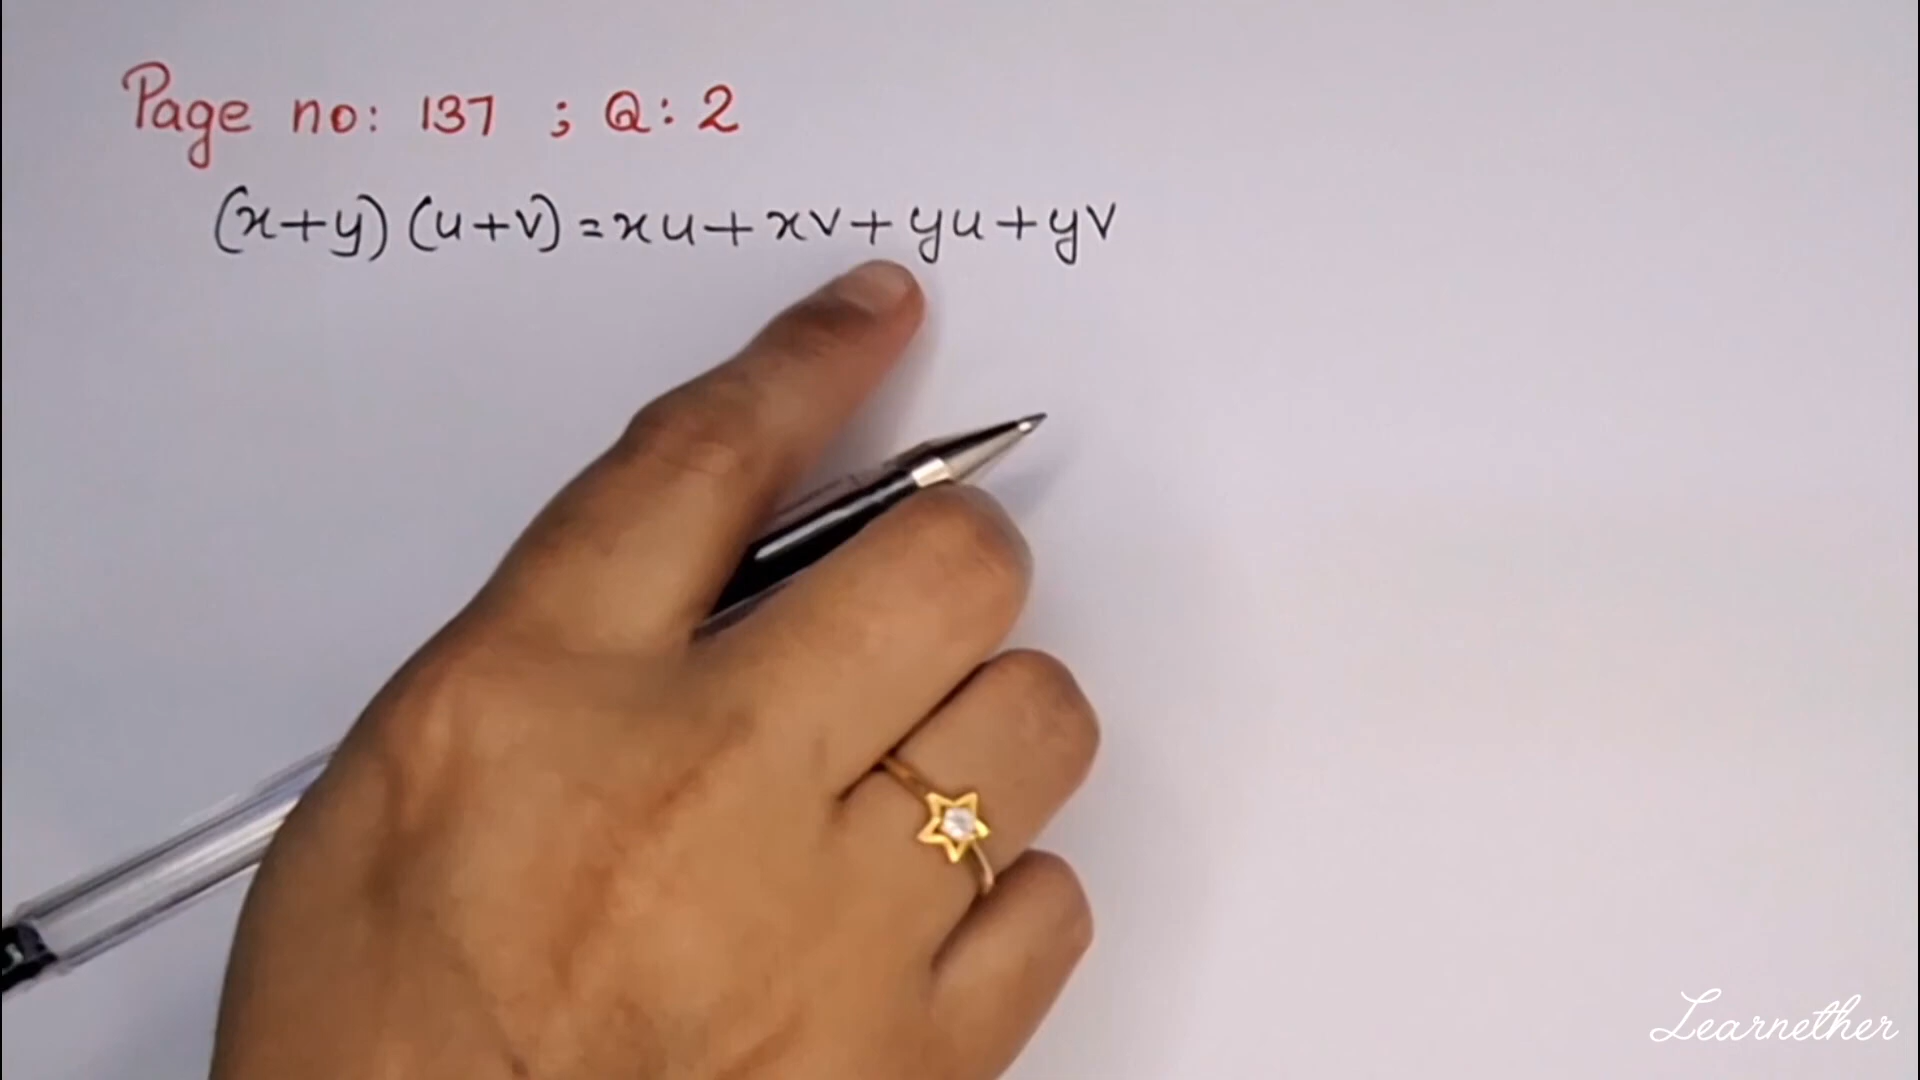 Page no: 137 ; Q: 2
(x+y)(u+v)=xu+xv+yu+yv
Learnether